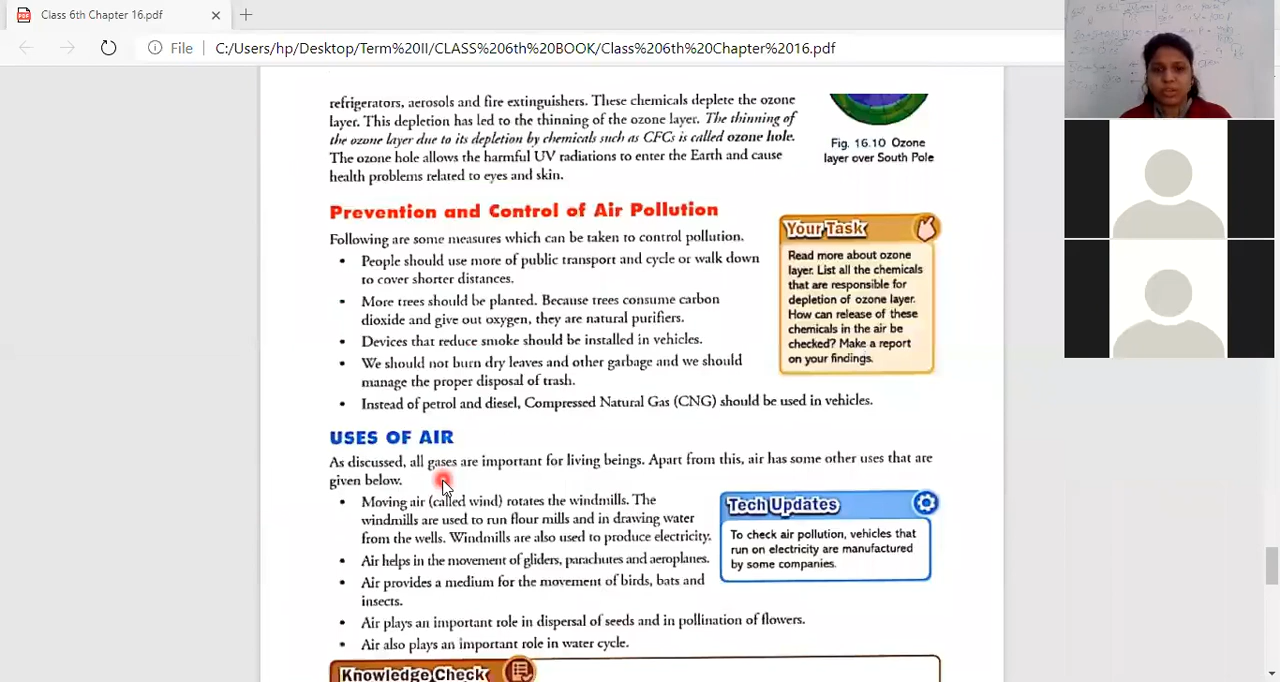 Class 6th Chapter 16.pdf
File
C:/Users/hp/Desktop/Term%20II/CLASS%206th%20BOOK/Class%206th%20Chapter%2016.pdf
refrigerators, aerosols and fire extinguishers. These chemicals deplete the ozone
layer. This depletion has led to the thinning of the ozone layer. The thinning of
the ozone layer due to its depletion by chemicals such as CFCs is called ozone hole.
The ozone hole allows the harmful UV radiations to enter the Earth and cause
health problems related to eyes and skin.
Fig. 16.10 Ozone
layer over South Pole
Prevention and Control of Air Pollution
Following are some measures which can be taken to control pollution.
• People should use more of public transport and cycle or walk down
to cover shorter distances.
• More trees should be planted. Because trees consume carbon
dioxide and give out oxygen, they are natural purifiers.
• Devices that reduce smoke should be installed in vehicles.
• We should not burn dry leaves and other garbage and we should
manage the proper disposal of trash.
• Instead of petrol and diesel, Compressed Natural Gas (CNG) should be used in vehicles.
Your Task
Read more about ozone
layer. List all the chemicals
that are responsible for
depletion of ozone layer.
How can release of these
chemicals in the air be
checked? Make a report
on your findings.
USES OF AIR
As discussed, all gases are important for living beings. Apart from this, air has some other uses that are
given below.
• Moving air (called wind) rotates the windmills. The
windmills are used to run flour mills and in drawing water
from the wells. Windmills are also used to produce electricity.
• Air helps in the movement of gliders, parachutes and aeroplanes.
• Air provides a medium for the movement of birds, bats and
insects.
• Air plays an important role in dispersal of seeds and in pollination of flowers.
• Air also plays an important role in water cycle.
Tech Updates
To check air pollution, vehicles that
run on electricity are manufactured
by some companies.
Knowledge Check